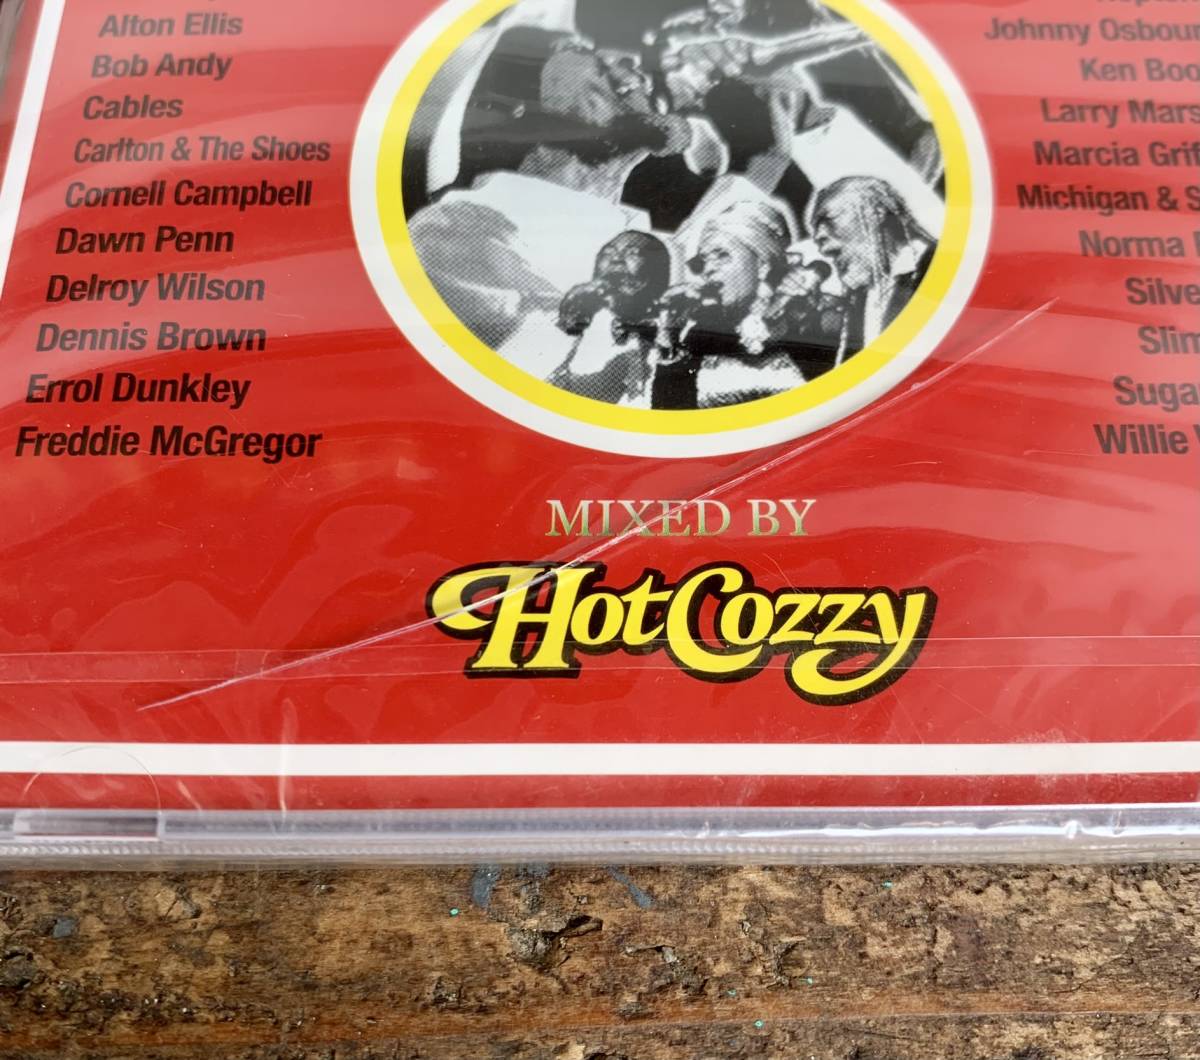 Alton Ellis
Bob Andy
Cables
Carlton & The Shoes
Cornell Campbell
Dawn Penn
Delroy Wilson
Dennis Brown
Errol Dunkley
Freddie McGregor
Johnny Osbour
Ken Boo
Larry Mars
Marcia Grif
Michigan & S
Norma
Silve
Slim
Suga
Willie
MIXED BY
HotCozzy